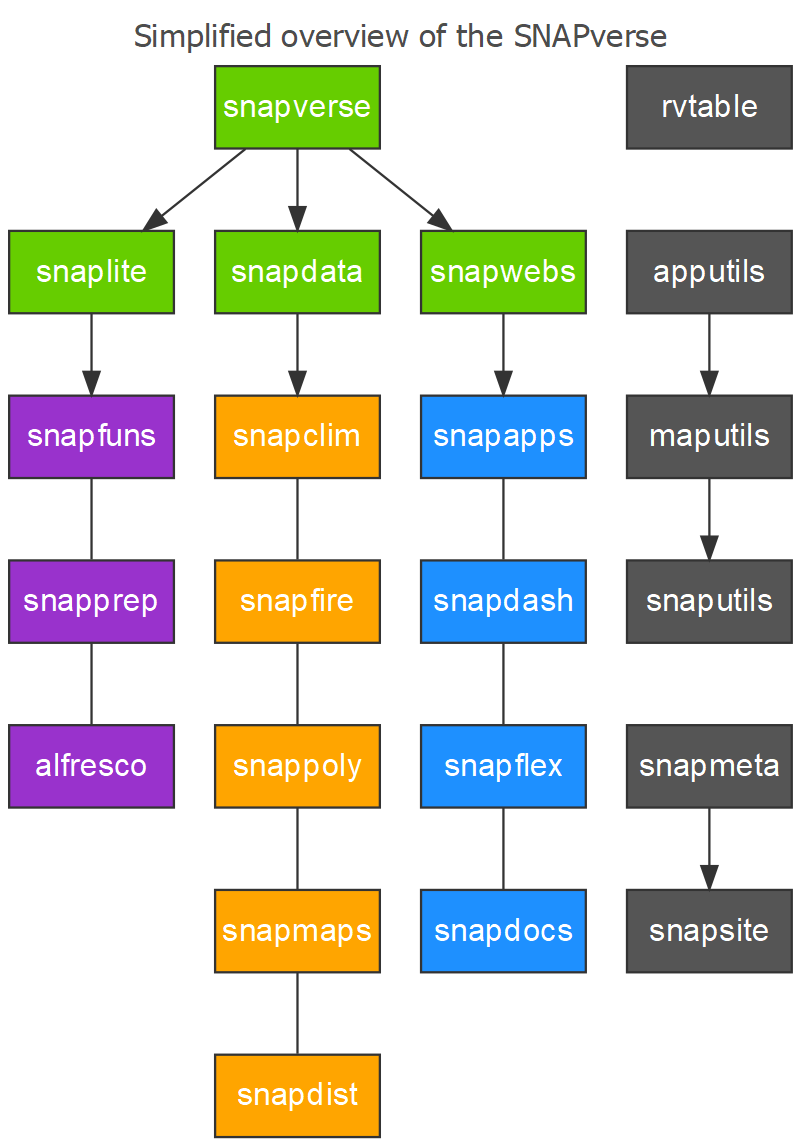 Simplified overview of the SNAPverse
snapverse
rvtable
snaplite
snapdata
snapwebs
apputils
snapfuns
snapclim
snapapps
maputils
snapprep
snapfire
snapdash
snaputils
alfresco
snappoly
snapflex
snapmeta
snapmaps
snapdocs
snapsite
snapdist